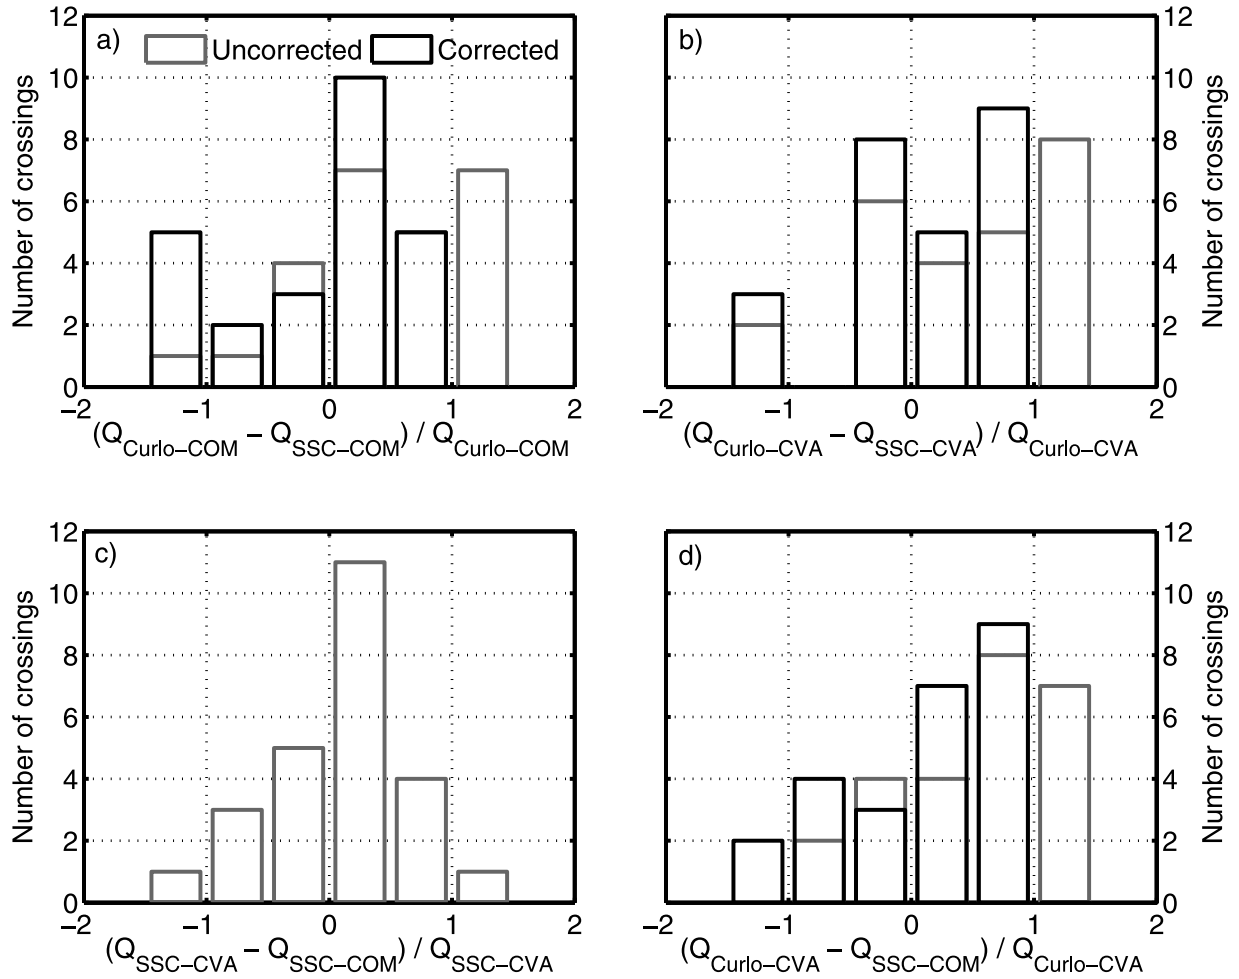 a) Uncorrected Corrected
Number of crossings
12
10
8
6
4
2
0
−2 −1 0 1 2
(Q_Curlo−COM − Q_SSC−COM) / Q_Curlo−COM
b)
Number of crossings
12
10
8
6
4
2
0
−2 −1 0 1 2
(Q_Curlo−CVA − Q_SSC−CVA) / Q_Curlo−CVA
c)
Number of crossings
12
10
8
6
4
2
0
−2 −1 0 1 2
(Q_SSC−CVA − Q_SSC−COM) / Q_SSC−CVA
d)
Number of crossings
12
10
8
6
4
2
0
−2 −1 0 1 2
(Q_Curlo−CVA − Q_SSC−COM) / Q_Curlo−CVA